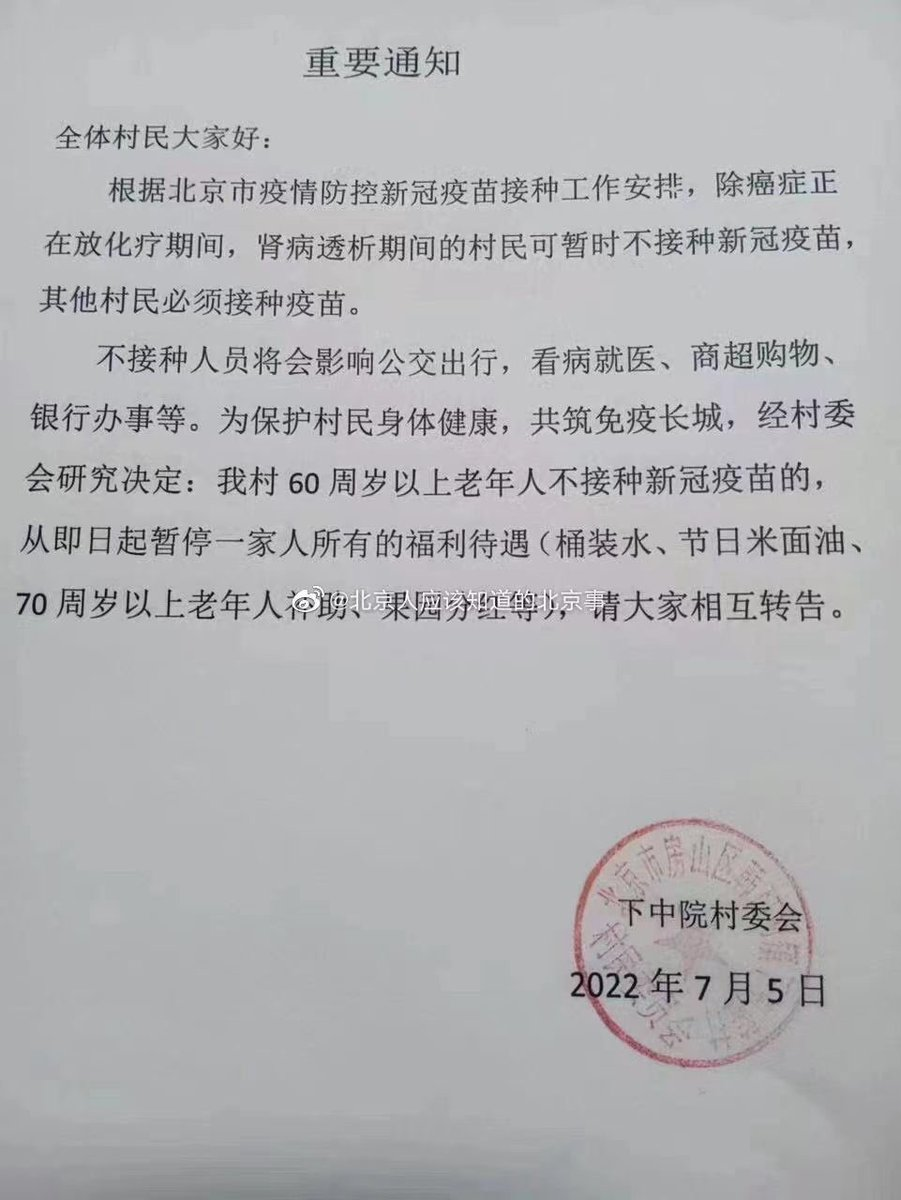 重要通知
全体村民大家好：
根据北京市疫情防控新冠疫苗接种工作安排，除癌症正
在放化疗期间，肾病透析期间的村民可暂时不接种新冠疫苗，
其他村民必须接种疫苗。
不接种人员将会影响公交出行，看病就医、商超购物、
银行办事等。为保护村民身体健康，共筑免疫长城，经村委
会研究决定：我村 60 周岁以上老年人不接种新冠疫苗的，
从即日起暂停一家人所有的福利待遇（桶装水、节日米面油、
70 周岁以上老年人补助、果园分红等），请大家相互转告。
@北京人应该知道的北京事
北京市房山区韩村河镇
下中院村委会
村民委员会
2022 年 7 月 5 日